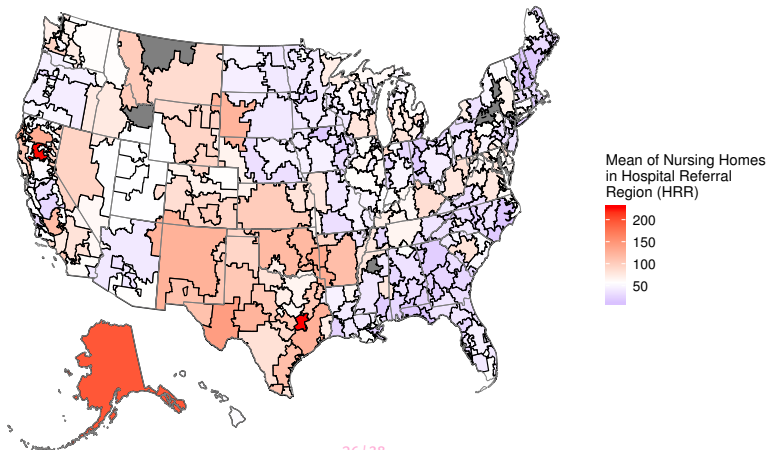 Mean of Nursing Homes
in Hospital Referral
Region (HRR)
200
150
100
50